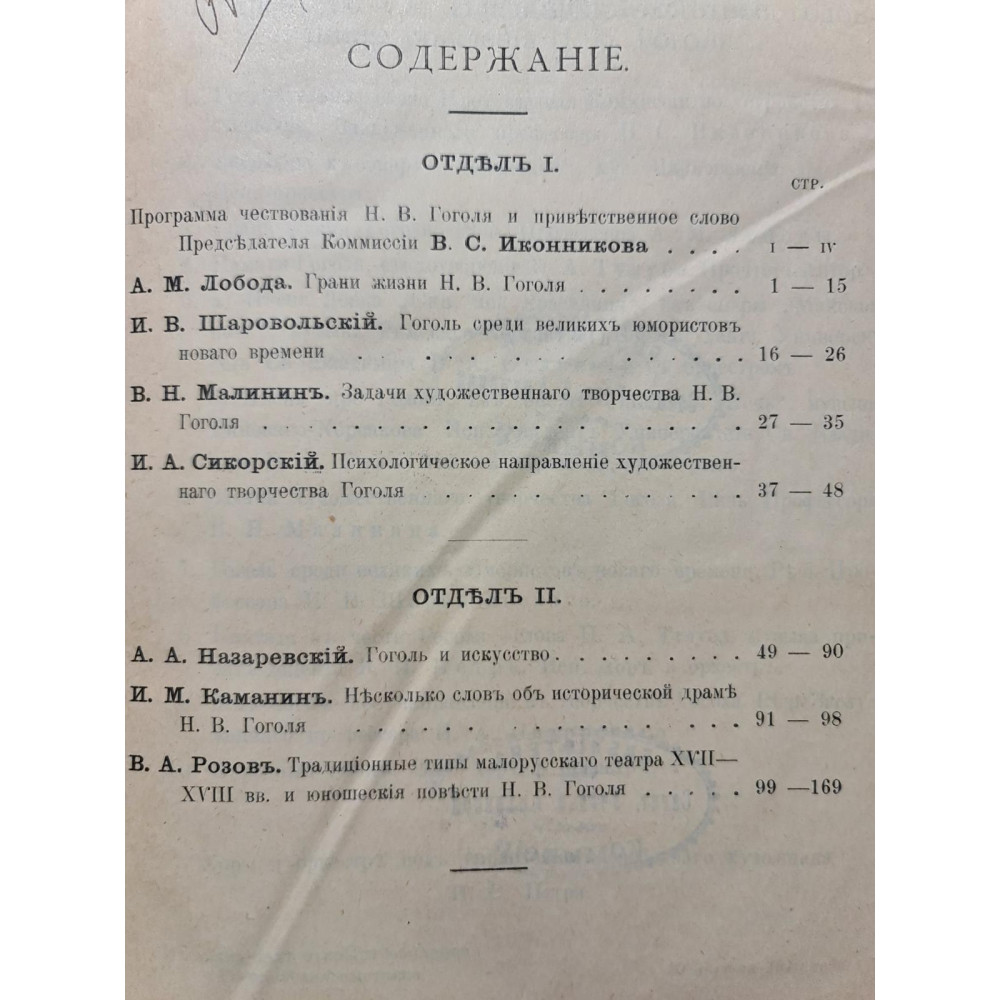 СОДЕРЖАНІЕ.
ОТДѢЛЪ I.
СТР.
Программа чествованія Н. В. Гоголя и привѣтственное слово
Предсѣдателя Коммиссіи В. С. Иконникова . . . . I — IV
А. М. Лобода. Грани жизни Н. В. Гоголя . . . . . . . . 1 — 15
И. В. Шаровольскій. Гоголь среди великихъ юмористовъ
новаго времени . . . . . . . . . . 16 — 26
В. Н. Малининъ. Задачи художественнаго творчества Н. В.
Гоголя . . . . . . . . . . . . . . . 27 — 35
И. А. Сикорскій. Психологическое направленіе художествен-
наго творчества Гоголя . . . . . . . . . . 37 — 48
ОТДѢЛЪ II.
А. А. Назаревскій. Гоголь и искусство . . . . . . . . . 49 — 90
И. М. Каманинъ. Нѣсколько словъ объ исторической драмѣ
Н. В. Гоголя . . . . . . . . . . . . 91 — 98
В. А. Розовъ. Традиціонные типы малорусскаго театра XVII—
XVIII вв. и юношескія повѣсти Н. В. Гоголя . . . . . 99 —169